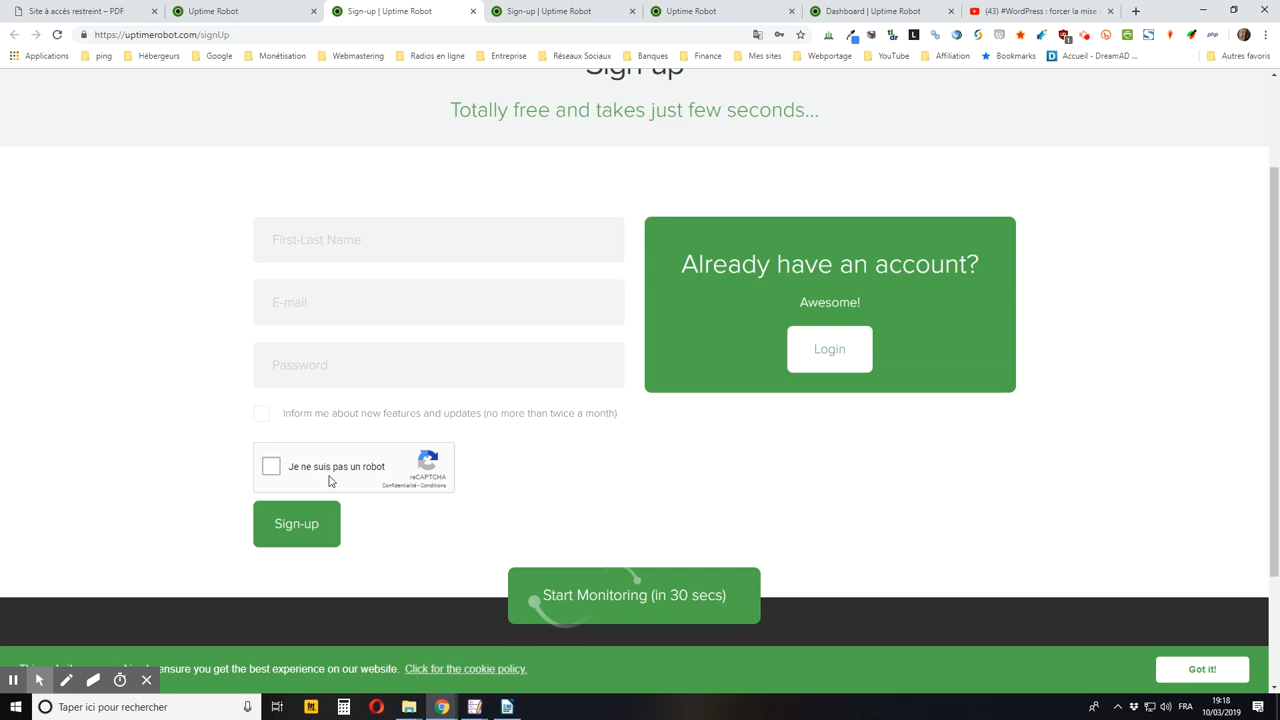 Site à accès restreint – PDF
Uptime Robot
Sign-up | Uptime Robot
Sign-up | Uptime Robot
Uptime Robot
Dashboard | Uptime Robot
(43) #WordPress : forcer la mise
https://uptimerobot.com/signUp
Applications
ping
Hébergeurs
Google
Monétisation
Webmastering
Radios en ligne
Entreprise
Réseaux Sociaux
Banques
Finance
Mes sites
Webportage
YouTube
Affiliation
Bookmarks
Accueil - DreamAD ...
Autres favoris
Sign-up
Totally free and takes just few seconds...
First-Last Name
E-mail
Password
Inform me about new features and updates (no more than twice a month)
Already have an account?
Awesome!
Login
Je ne suis pas un robot
reCAPTCHA
Confidentialité - Conditions
Sign-up
Start Monitoring (in 30 secs)
ensure you get the best experience on our website. Click for the cookie policy.
Got it!
Taper ici pour rechercher
FRA
19:18
10/03/2019